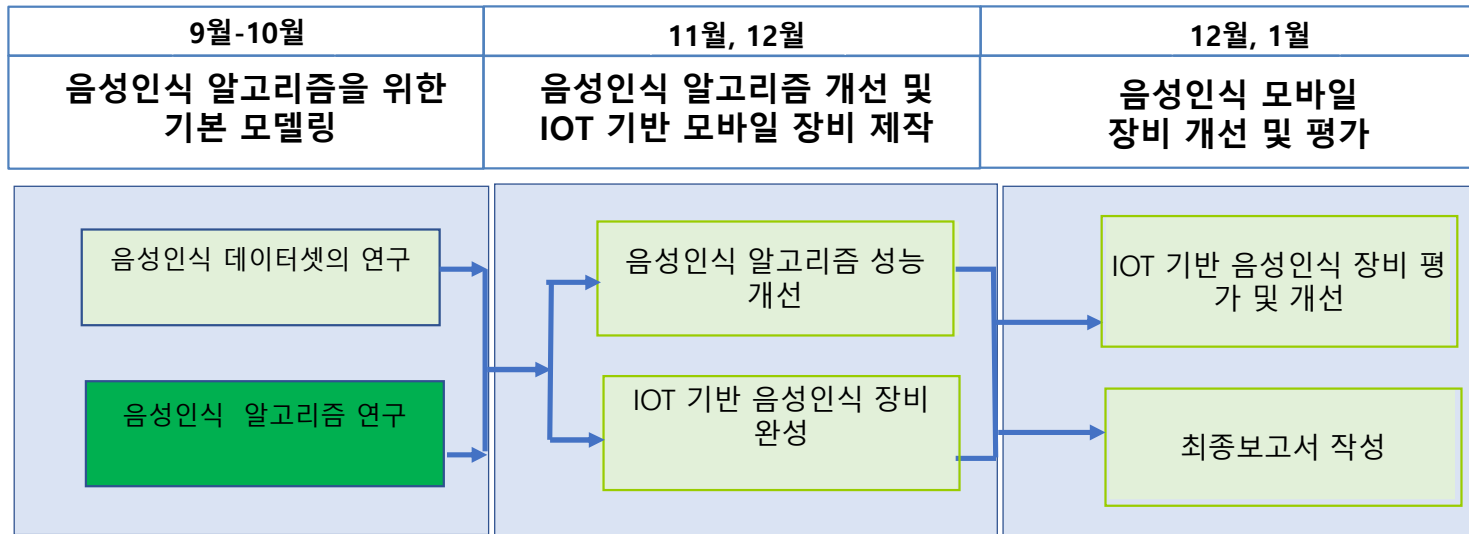 9월-10월
11월, 12월
12월, 1월
음성인식 알고리즘을 위한
기본 모델링
음성인식 알고리즘 개선 및
IOT 기반 모바일 장비 제작
음성인식 모바일
장비 개선 및 평가
음성인식 데이터셋의 연구
음성인식 알고리즘 연구
음성인식 알고리즘 성능
개선
IOT 기반 음성인식 장비
완성
IOT 기반 음성인식 장비 평
가 및 개선
최종보고서 작성